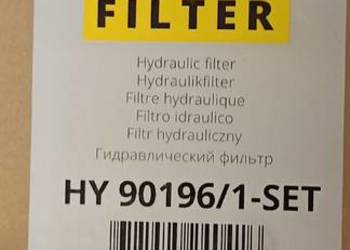 FILTER
Hydraulic filter
Hydraulikfilter
Filtre hydraulique
Filtro idraulico
Filtr hydrauliczny
Гидравлический фильтр
HY 90196/1-SET